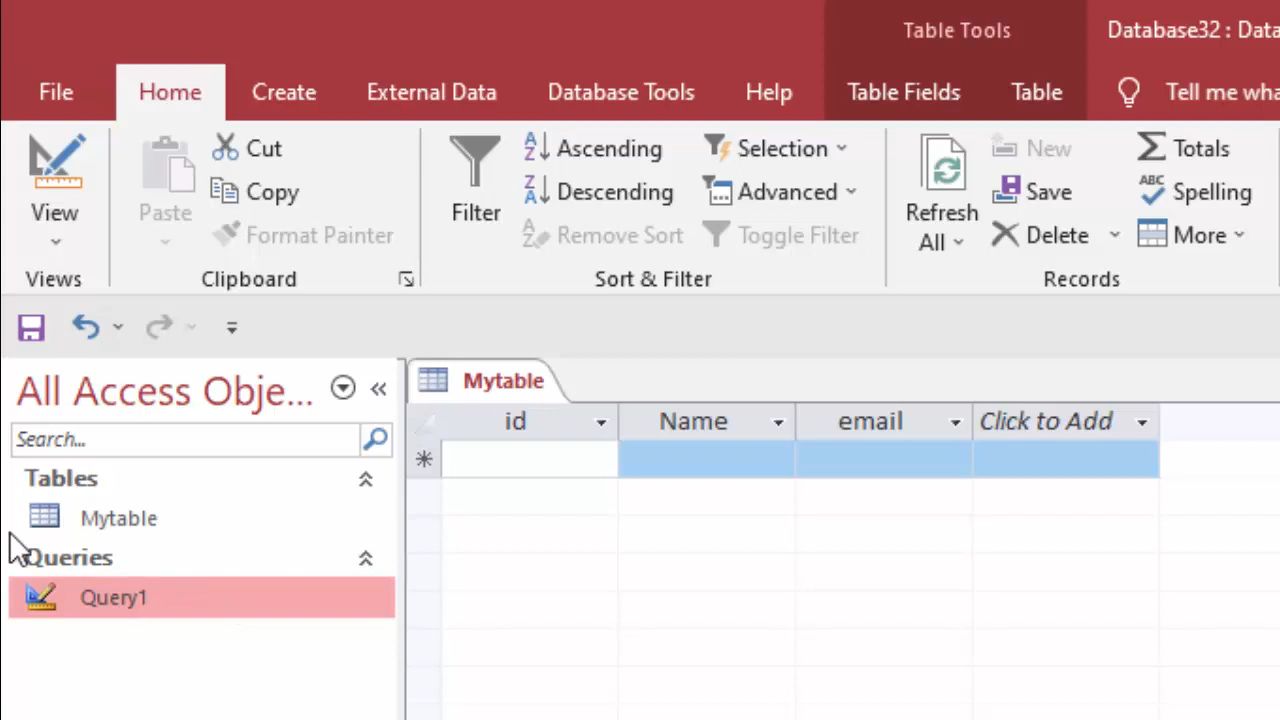 Table Tools
Database32 : Data
File Home Create External Data Database Tools Help Table Fields Table Tell me wha
View
Views
Paste
Cut
Copy
Format Painter
Clipboard
Filter
Ascending
Descending
Remove Sort
Selection
Advanced
Toggle Filter
Sort & Filter
Refresh
All
New
Save
Delete
Totals
Spelling
More
Records
All Access Obje...
Search...
Tables
Mytable
Queries
Query1
Mytable
id Name email Click to Add